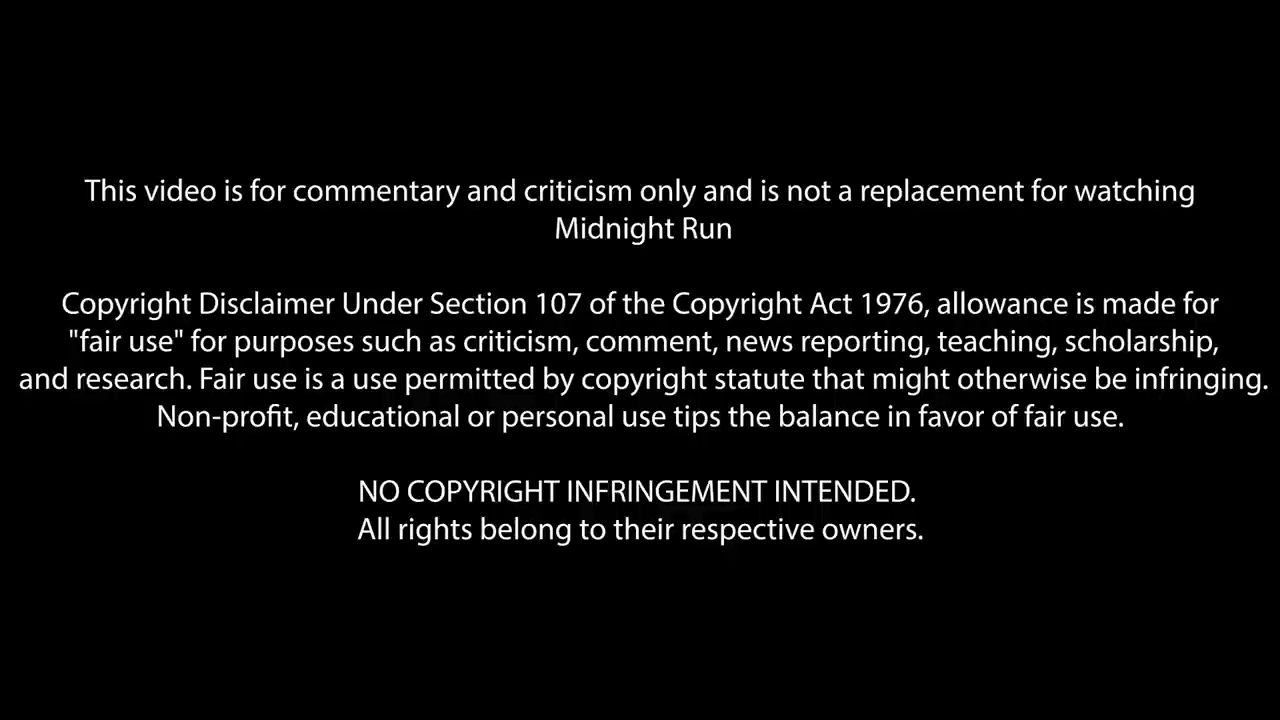 This video is for commentary and criticism only and is not a replacement for watching
Midnight Run
Copyright Disclaimer Under Section 107 of the Copyright Act 1976, allowance is made for
"fair use" for purposes such as criticism, comment, news reporting, teaching, scholarship,
and research. Fair use is a use permitted by copyright statute that might otherwise be infringing.
Non-profit, educational or personal use tips the balance in favor of fair use.
NO COPYRIGHT INFRINGEMENT INTENDED.
All rights belong to their respective owners.